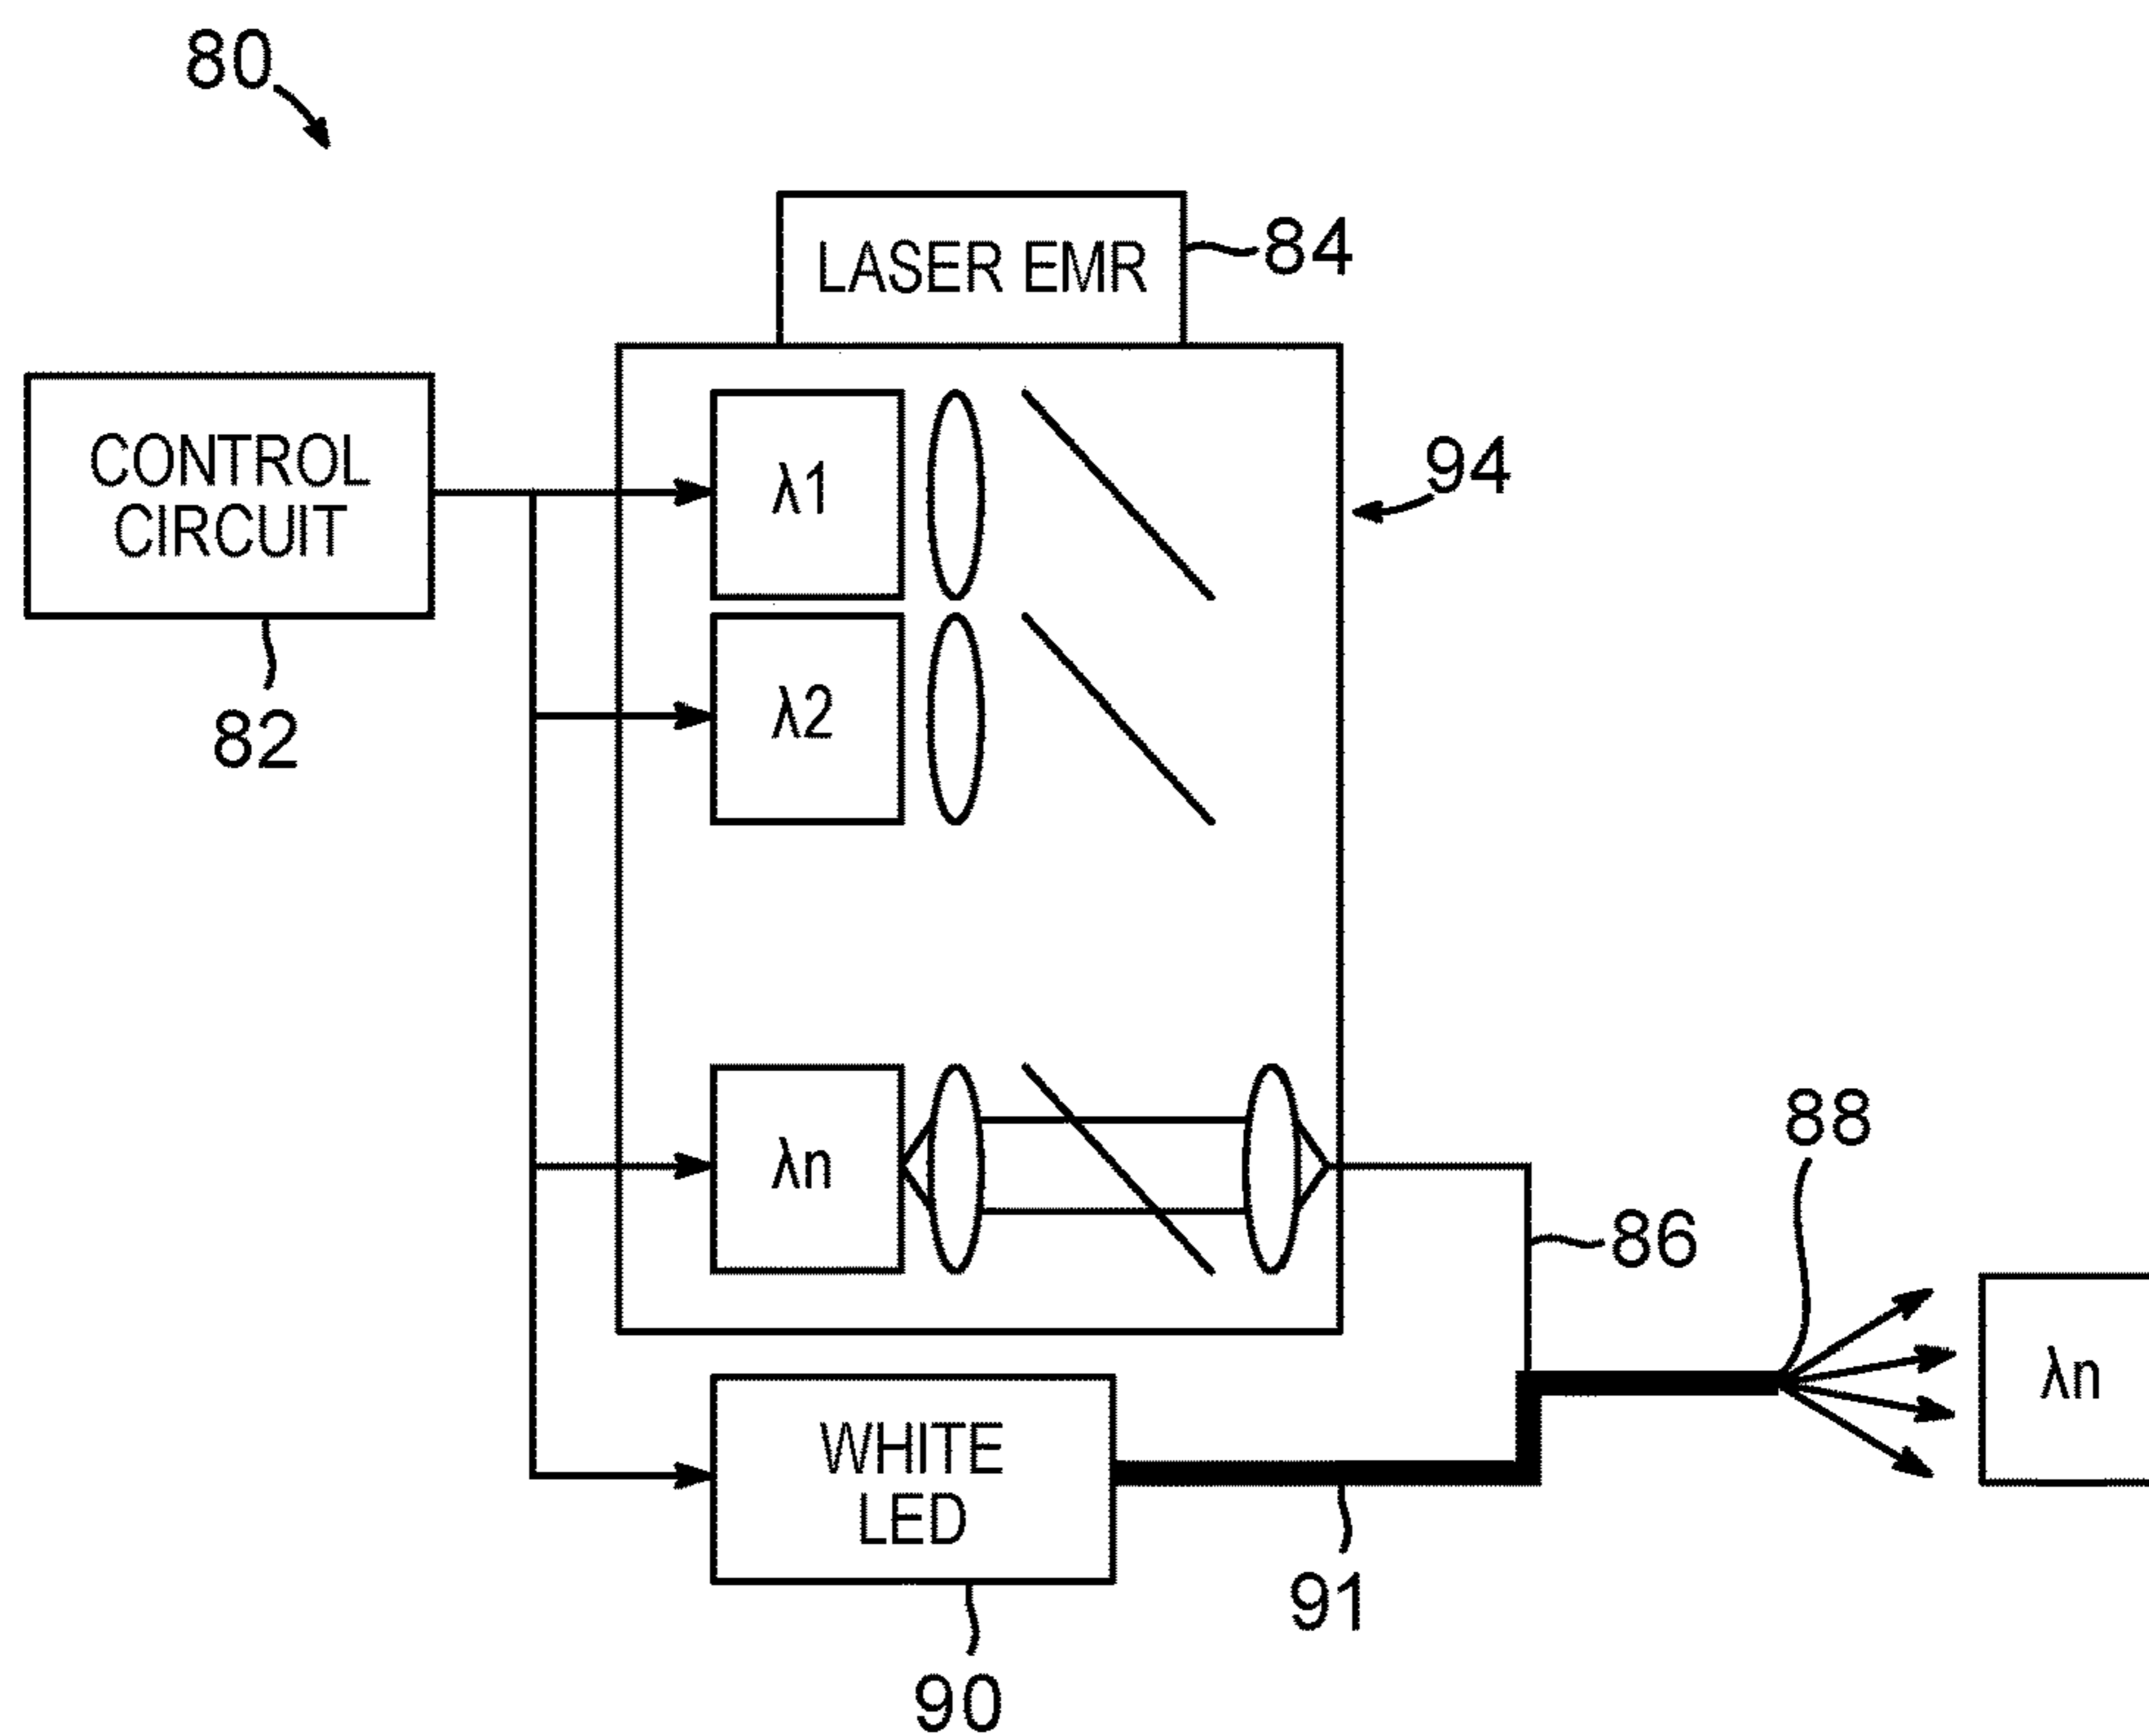 80
LASER EMR
84
CONTROL
CIRCUIT
λ1
94
82
λ2
λn
88
86
λn
WHITE
LED
91
90